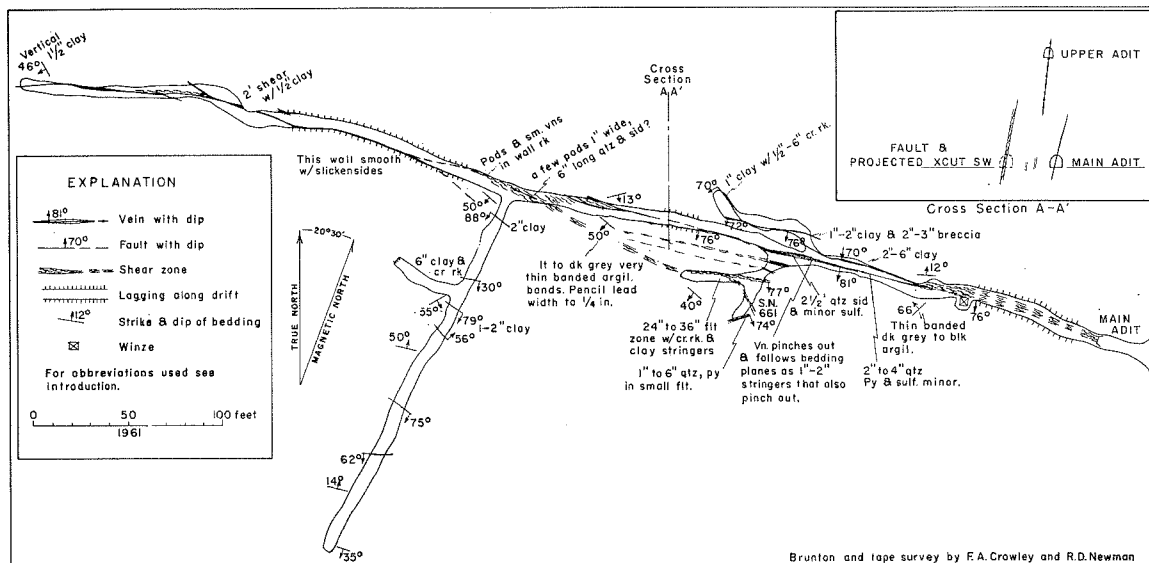 Vertical
46°
1 1/2" clay
2' shear
w/ 1/2" clay
This wall smooth
w/slickensides
Pods & sm. vns
in wall rk
a few pods 1" wide,
6" long qtz & sid?
Cross
Section
AA'
UPPER ADIT
FAULT &
PROJECTED XCUT SW
MAIN ADIT
Cross Section A-A'
EXPLANATION
81° Vein with dip
70° Fault with dip
Shear zone
Lagging along drift
12° Strike & dip of bedding
Winze
For abbreviations used see
introduction.
0 50 100 feet
1961
20°30'
TRUE NORTH
MAGNETIC NORTH
50°
88°
2" clay
6" clay &
cr rk
30°
55°
79°
1-2" clay
56°
50°
75°
62°
14°
35°
13°
50°
76°
lt to dk grey very
thin banded argil.
bands. Pencil lead
width to 1/4 in.
70°
1" clay w/ 1/2"-6" cr. rk.
72°
76°
1"-2" clay & 2"-3" breccia
70°
2"-6" clay
81°
12°
77°
S.N.
661
74°
40°
2 1/2' qtz sid
& minor sulf.
24" to 36" flt
zone w/cr.rk. &
clay stringers
1" to 6" qtz, py
in small flt.
Vn. pinches out
& follows bedding
planes as 1"-2"
stringers that also
pinch out.
66°
Thin banded
dk grey to blk
argil.
2" to 4" qtz
Py & sulf. minor.
76°
MAIN
ADIT
Brunton and tape survey by F.A.Crowley and R.D.Newman